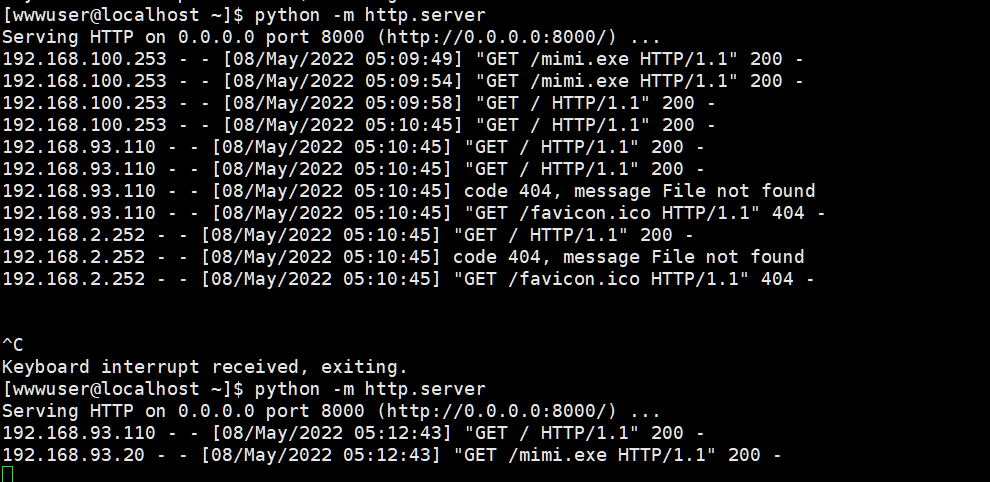 [wwwuser@localhost ~]$ python -m http.server
Serving HTTP on 0.0.0.0 port 8000 (http://0.0.0.0:8000/) ...
192.168.100.253 - - [08/May/2022 05:09:49] "GET /mimi.exe HTTP/1.1" 200 -
192.168.100.253 - - [08/May/2022 05:09:54] "GET /mimi.exe HTTP/1.1" 200 -
192.168.100.253 - - [08/May/2022 05:09:58] "GET / HTTP/1.1" 200 -
192.168.100.253 - - [08/May/2022 05:10:45] "GET / HTTP/1.1" 200 -
192.168.93.110 - - [08/May/2022 05:10:45] "GET / HTTP/1.1" 200 -
192.168.93.110 - - [08/May/2022 05:10:45] "GET / HTTP/1.1" 200 -
192.168.93.110 - - [08/May/2022 05:10:45] code 404, message File not found
192.168.93.110 - - [08/May/2022 05:10:45] "GET /favicon.ico HTTP/1.1" 404 -
192.168.2.252 - - [08/May/2022 05:10:45] "GET / HTTP/1.1" 200 -
192.168.2.252 - - [08/May/2022 05:10:45] code 404, message File not found
192.168.2.252 - - [08/May/2022 05:10:45] "GET /favicon.ico HTTP/1.1" 404 -
^C
Keyboard interrupt received, exiting.
[wwwuser@localhost ~]$ python -m http.server
Serving HTTP on 0.0.0.0 port 8000 (http://0.0.0.0:8000/) ...
192.168.93.110 - - [08/May/2022 05:12:43] "GET / HTTP/1.1" 200 -
192.168.93.20 - - [08/May/2022 05:12:43] "GET /mimi.exe HTTP/1.1" 200 -